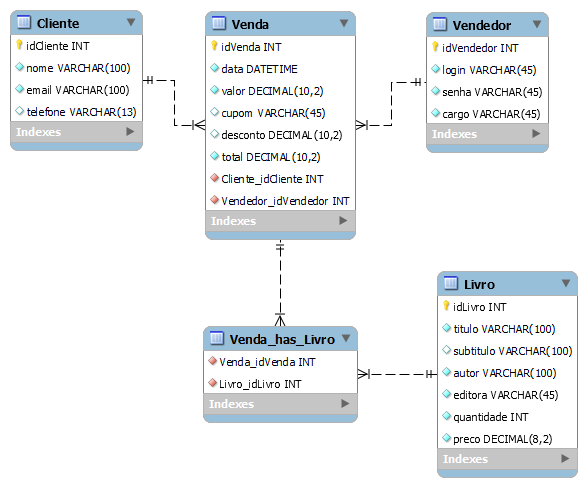 Cliente
idCliente INT
nome VARCHAR(100)
email VARCHAR(100)
telefone VARCHAR(13)
Indexes
Venda
idVenda INT
data DATETIME
valor DECIMAL(10,2)
cupom VARCHAR(45)
desconto DECIMAL(10,2)
total DECIMAL(10,2)
Cliente_idCliente INT
Vendedor_idVendedor INT
Indexes
Vendedor
idVendedor INT
login VARCHAR(45)
senha VARCHAR(45)
cargo VARCHAR(45)
Indexes
Venda_has_Livro
Venda_idVenda INT
Livro_idLivro INT
Indexes
Livro
idLivro INT
titulo VARCHAR(100)
subtitulo VARCHAR(100)
autor VARCHAR(100)
editora VARCHAR(45)
quantidade INT
preco DECIMAL(8,2)
Indexes